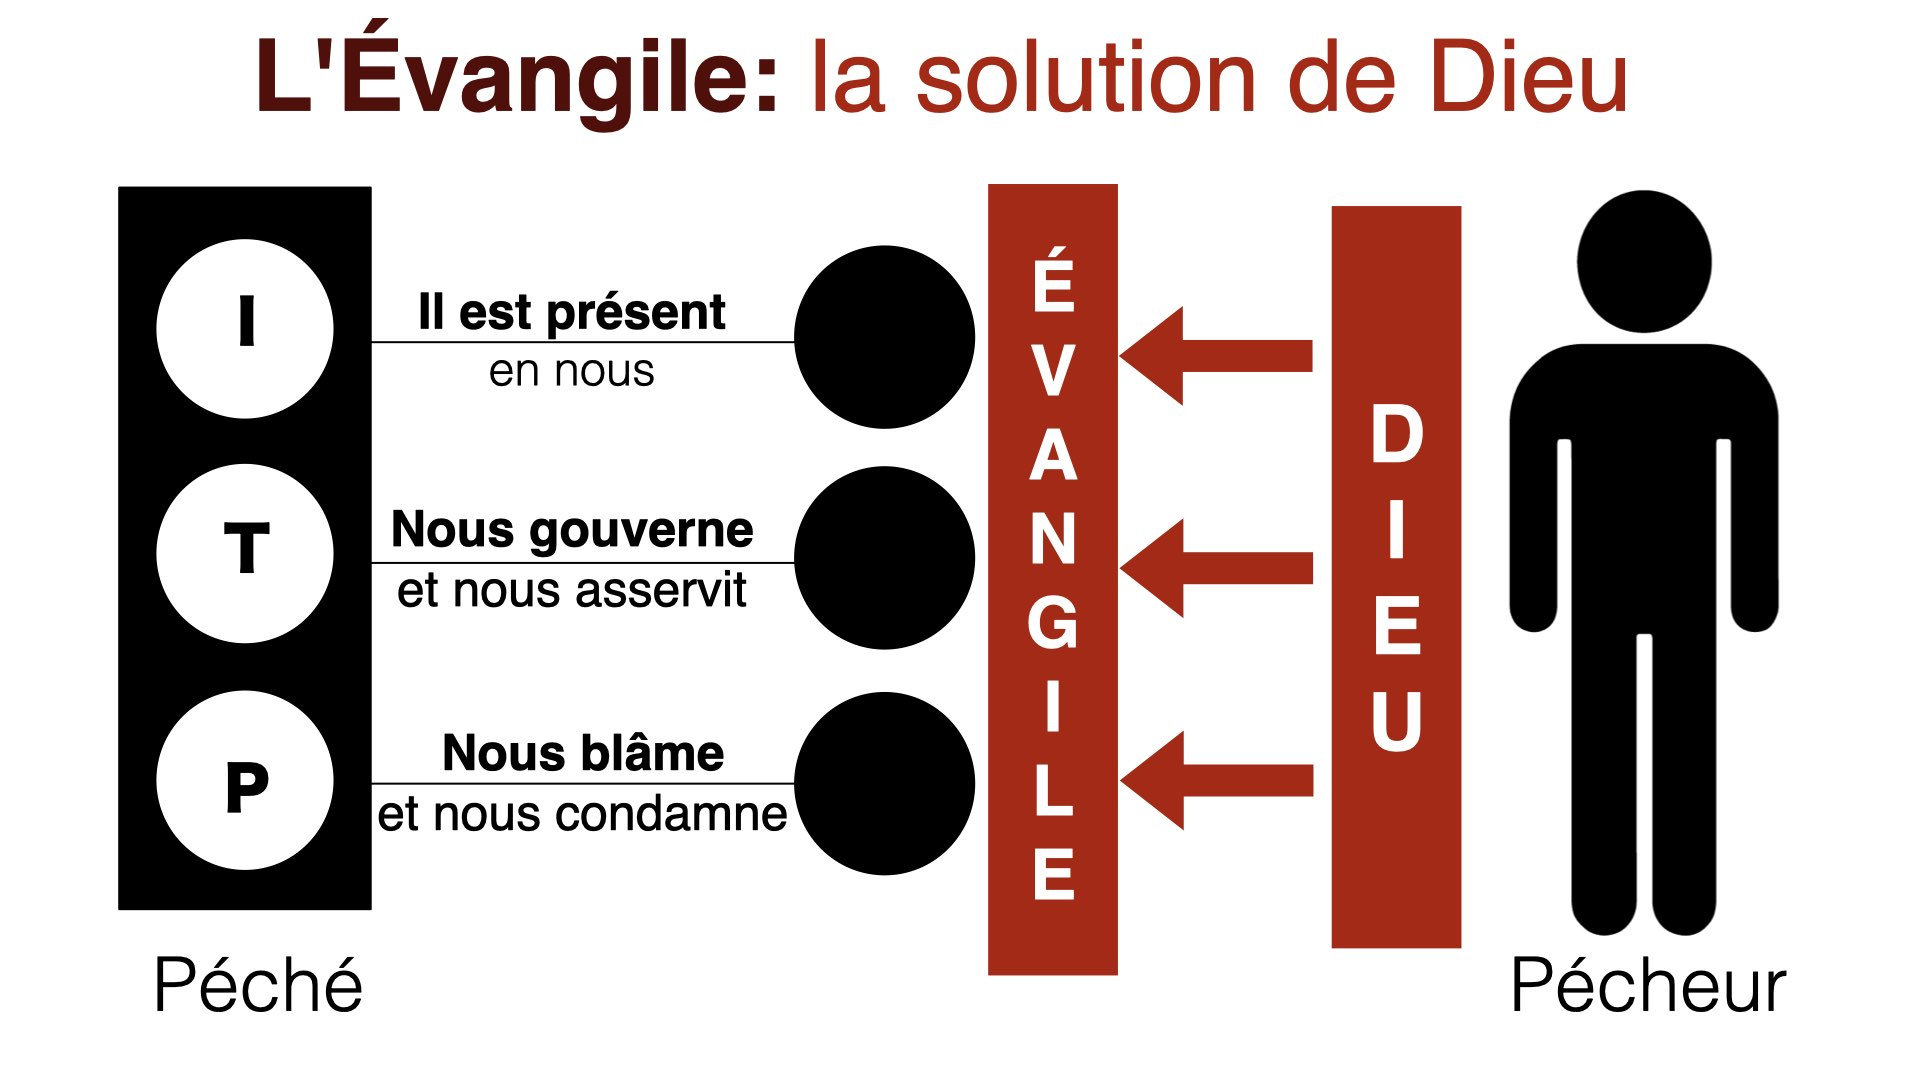 L'Évangile: la solution de Dieu
I
Il est présent
en nous
T
Nous gouverne
et nous asservit
P
Nous blâme
et nous condamne
ÉVANGILE
DIEU
Péché
Pécheur